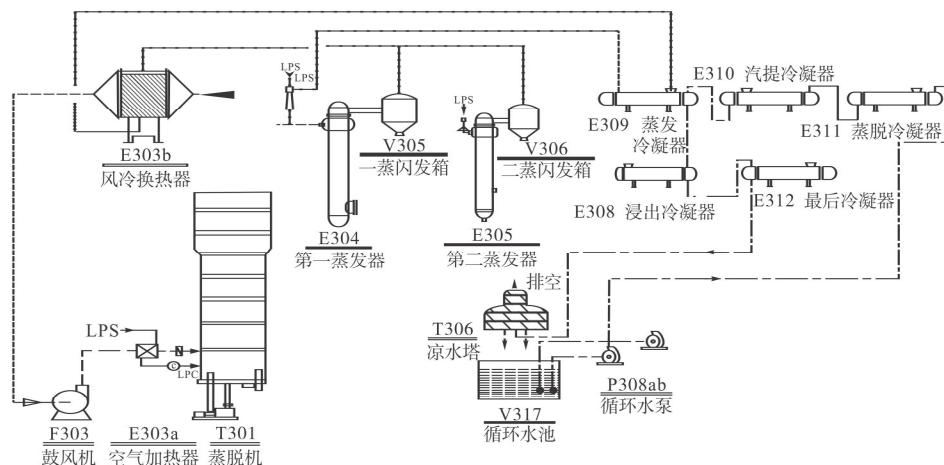 LPS
LPS
E303b
风冷换热器
V305
一蒸闪发箱
LPS
V306
二蒸闪发箱
E304
第一蒸发器
E305
第二蒸发器
E309 蒸发
冷凝器
E310 汽提冷凝器
E311 蒸脱冷凝器
E308 浸出冷凝器
E312 最后冷凝器
排空
T306
凉水塔
V317
循环水池
P308ab
循环水泵
LPS
C
LPC
F303
鼓风机
E303a
空气加热器
T301
蒸脱机